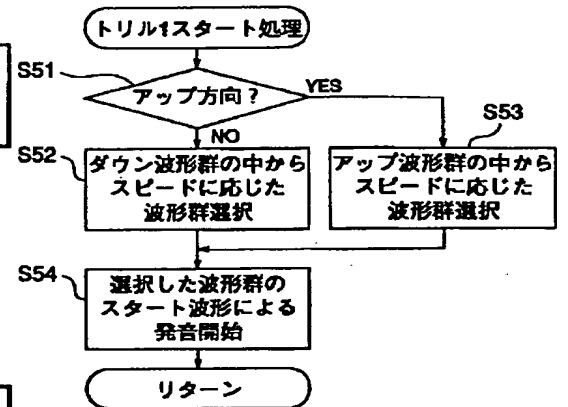 トリル1スタート処理
S51
アップ方向？
YES
NO
S53
S52
ダウン波形群の中から
スピードに応じた
波形群選択
アップ波形群の中から
スピードに応じた
波形群選択
S54
選択した波形群の
スタート波形による
発音開始
リターン